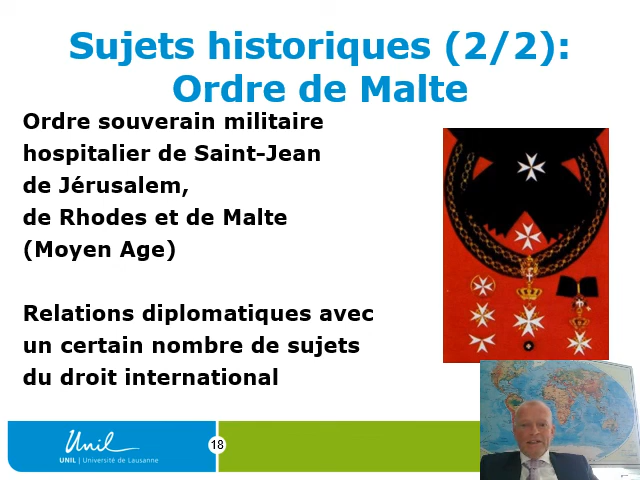 Sujets historiques (2/2):
Ordre de Malte
Ordre souverain militaire
hospitalier de Saint-Jean
de Jérusalem,
de Rhodes et de Malte
(Moyen Age)
Relations diplomatiques avec
un certain nombre de sujets
du droit international
Unil
UNIL | Université de Lausanne
18